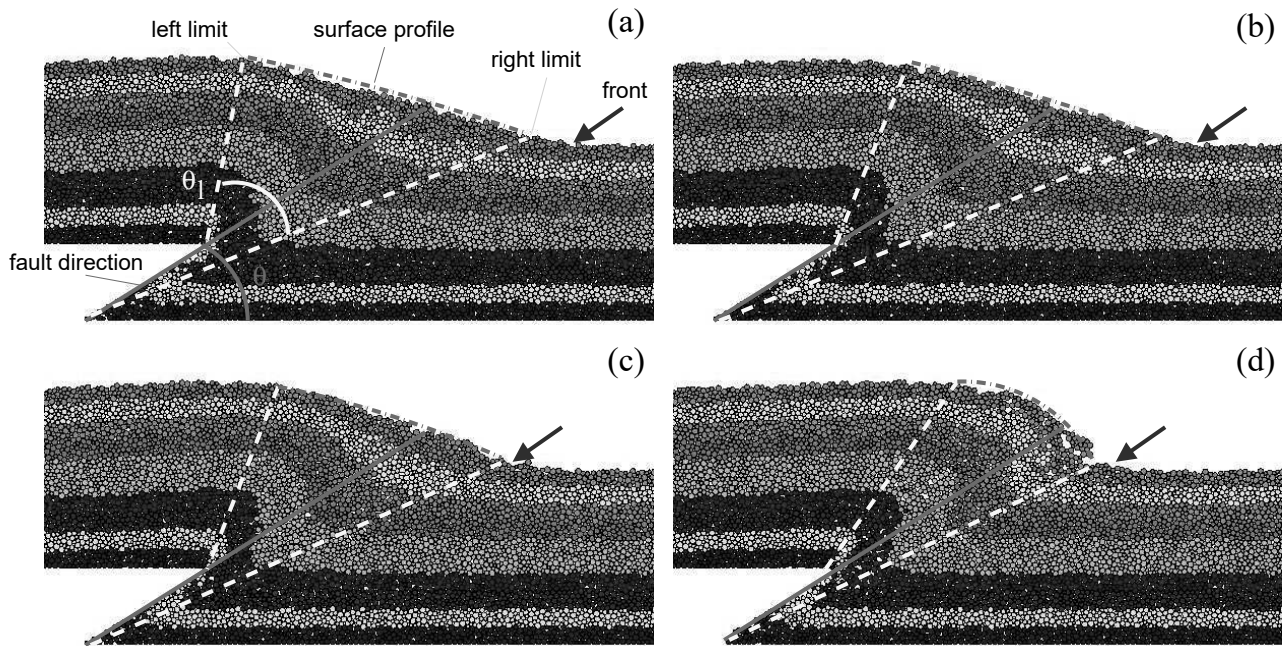 (a)
left limit
surface profile
right limit
front
θ1
fault direction
θ
(b)
(c)
(d)